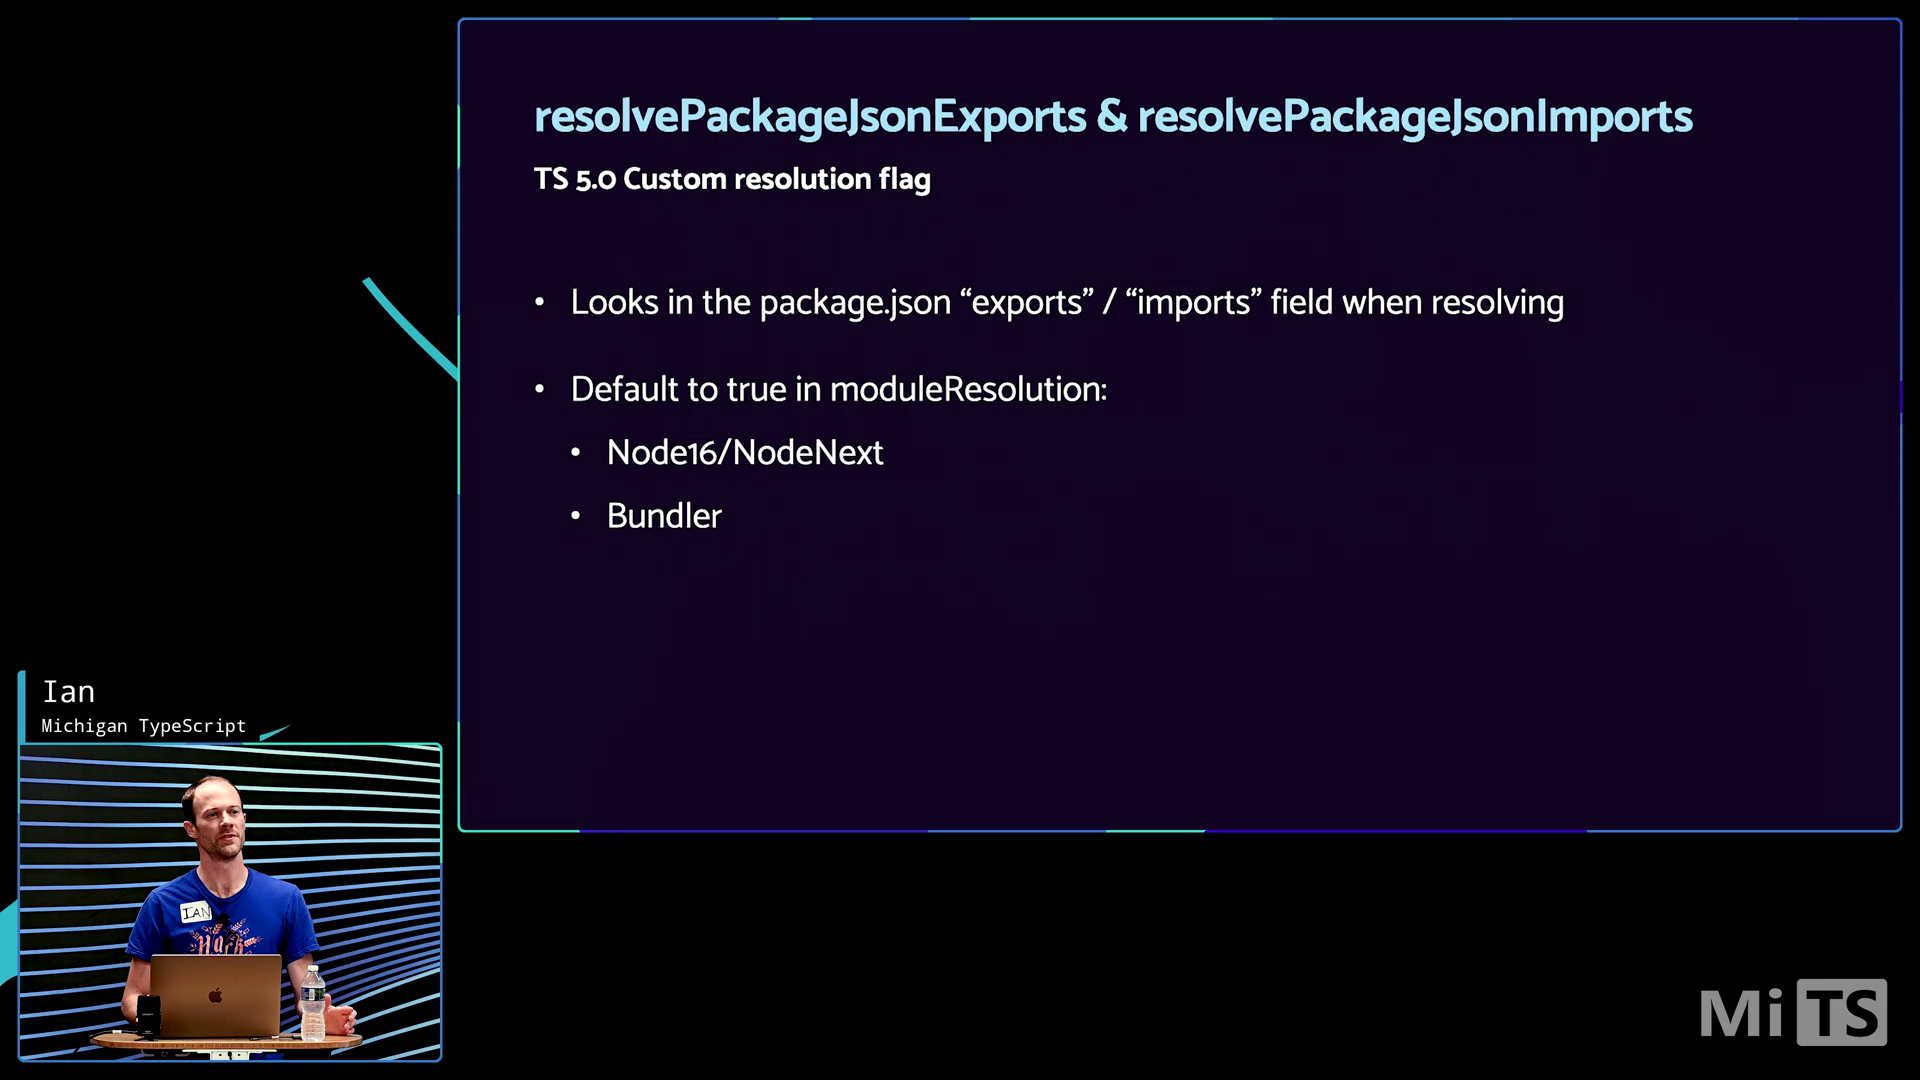 resolvePackageJsonExports & resolvePackageJsonImports
TS 5.0 Custom resolution flag
• Looks in the package.json “exports” / “imports” field when resolving
• Default to true in moduleResolution:
• Node16/NodeNext
• Bundler
Ian
Michigan TypeScript
IAN
Hack
Mi TS